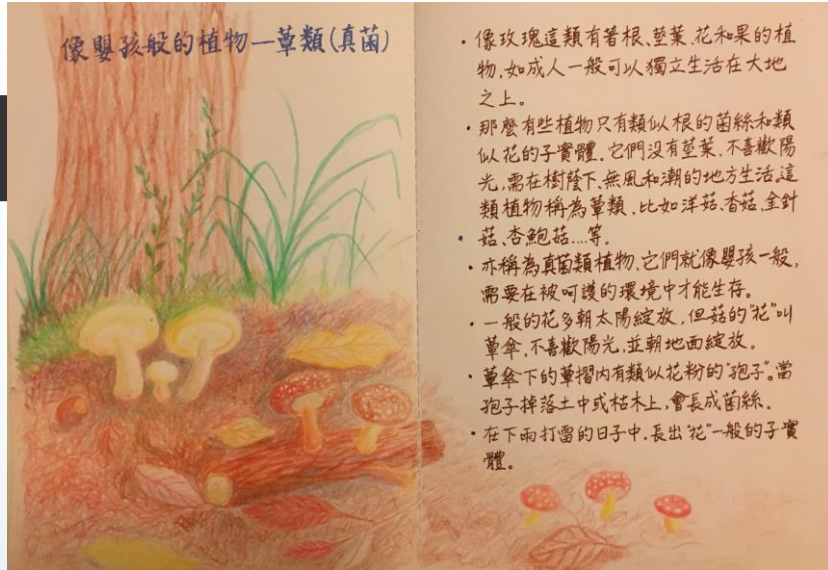 像嬰孩般的植物—蕈類(真菌)
・像玫瑰這類有著根、莖葉、花和果的植
物,如成人一般可以獨立生活在大地
之上。
・那麼有些植物只有類似根的菌絲和類
似花的子實體。它們沒有莖葉、不喜歡陽
光,需在樹蔭下、無風和潮的地方生活。這
類植物稱為蕈類,比如洋菇、香菇、金針
菇、杏鮑菇....等。
・亦稱為真菌類植物,它們就像嬰孩一般,
需要在被呵護的環境中才能生存。
・一般的花多朝太陽綻放,但菇的"花"叫
蕈傘,不喜歡陽光,並朝地面綻放。
・蕈傘下的蕈摺內有類似花粉的"孢子"。當
孢子掉落土中或枯木上,會長成菌絲。
・在下雨打雷的日子中,長出"花"一般的子實
體。